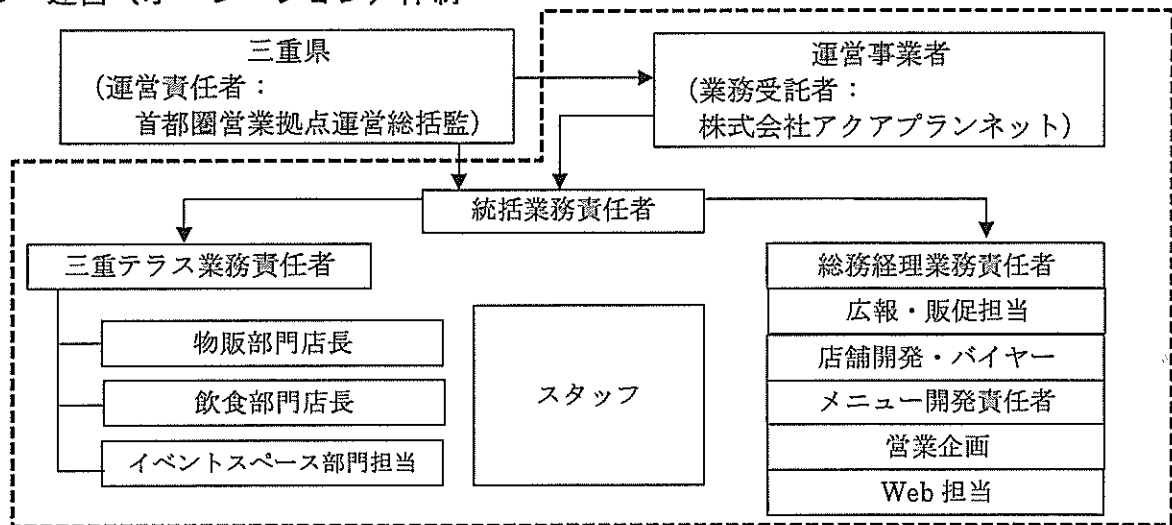 運営（オペレーション）体制
三重県
（運営責任者：
首都圏営業拠点運営総括監）
運営事業者
（業務受託者：
株式会社アクアプランネット）
統括業務責任者
三重テラス業務責任者
物販部門店長
飲食部門店長
イベントスペース部門担当
スタッフ
総務経理業務責任者
広報・販促担当
店舗開発・バイヤー
メニュー開発責任者
営業企画
Web 担当